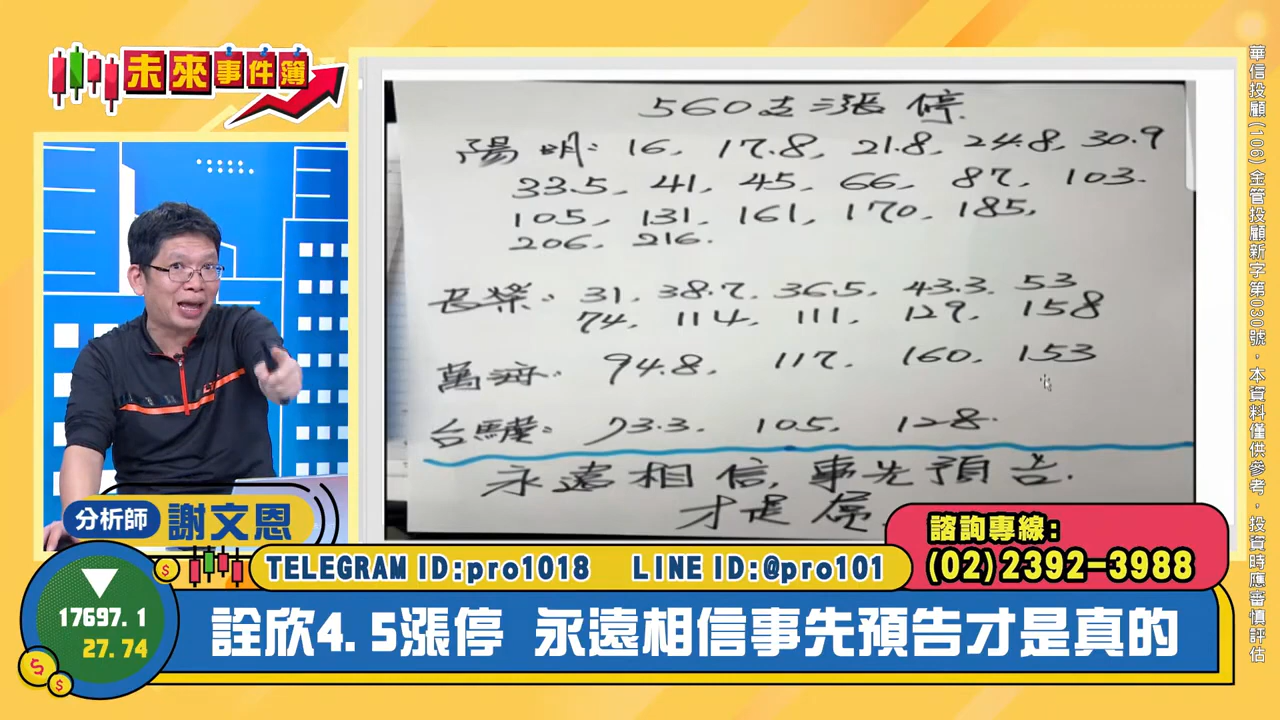 未來事件簿
560支漲停.
陽明: 16, 17.8, 21.8, 24.8, 30.9
33.5, 41, 45, 66, 87, 103.
105, 131, 161, 170, 185,
206, 216.
長榮: 31, 38.7, 36.5, 43.3, 53
74, 114, 111, 129, 158
萬海: 94.8, 117, 160, 153
台驊: 73.3, 105, 128.
永遠相信,事先預告.
才是
分析師 謝文恩
諮詢專線:
(02)2392-3988
TELEGRAM ID:pro1018 LINE ID:@pro101
17697.1
27.74
詮欣4.5漲停 永遠相信事先預告才是真的
華信投顧(106)金管投顧新字第030號,本資料僅供參考,投資時應審慎評估